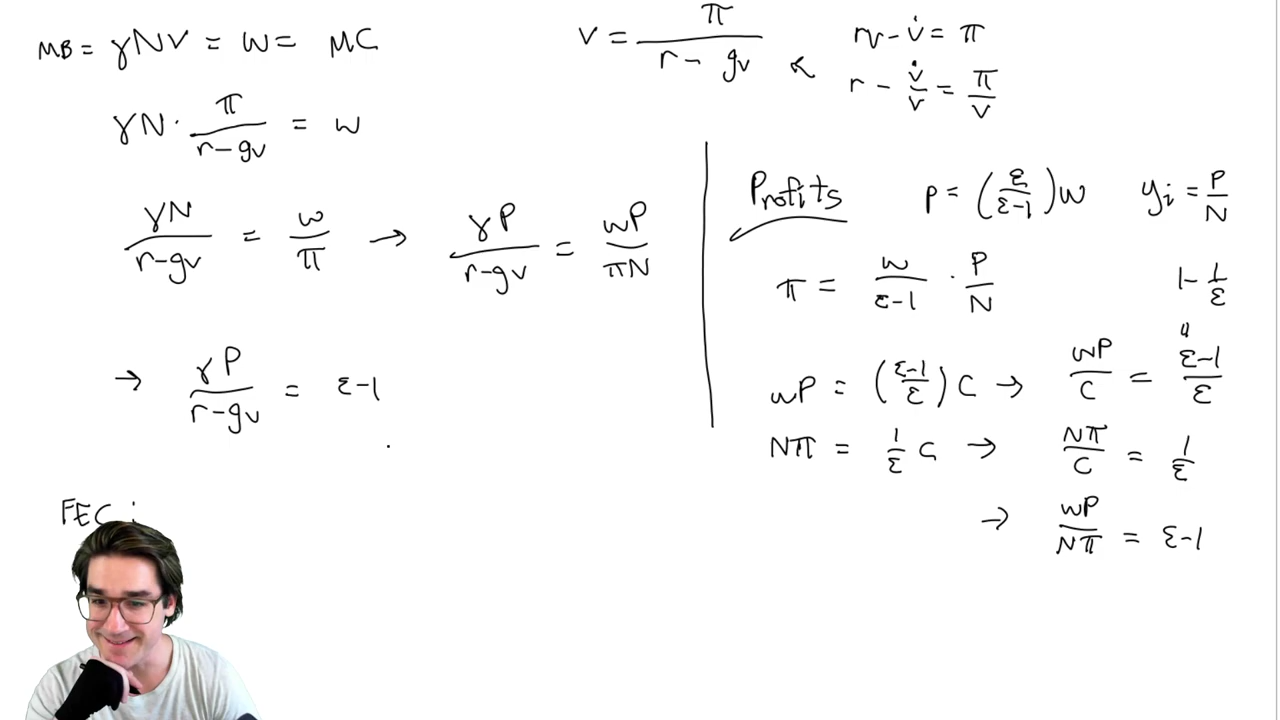 MB = γNV = w = MC
γN · π/(r-gv) = w
γN/(r-gv) = w/π → γP/(r-gv) = wP/πN
→ γP/(r-gv) = ε-1
FEC :
V = π/(r-gv)
rv - v̇ = π
r - v̇/v = π/v
Profits
P = (ε/(ε-1))w
yi = P/N
π = w/(ε-1) · P/N
1 - 1/ε
"
wP = ((ε-1)/ε) C → wP/C = (ε-1)/ε
Nπ = 1/ε C → Nπ/C = 1/ε
→ wP/Nπ = ε-1